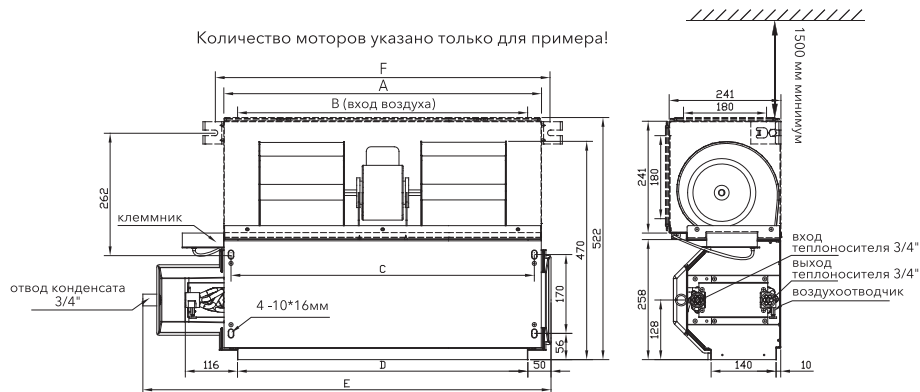 Количество моторов указано только для примера!
F
A
B (вход воздуха)
262
клеммник
C
470
522
отвод конденсата
3/4"
4 -10*16мм
170
56
116
D
50
E
1500 мм минимум
241
180
241
180
вход
теплоносителя 3/4"
выход
теплоносителя 3/4"
воздухоотводчик
258
128
140
10